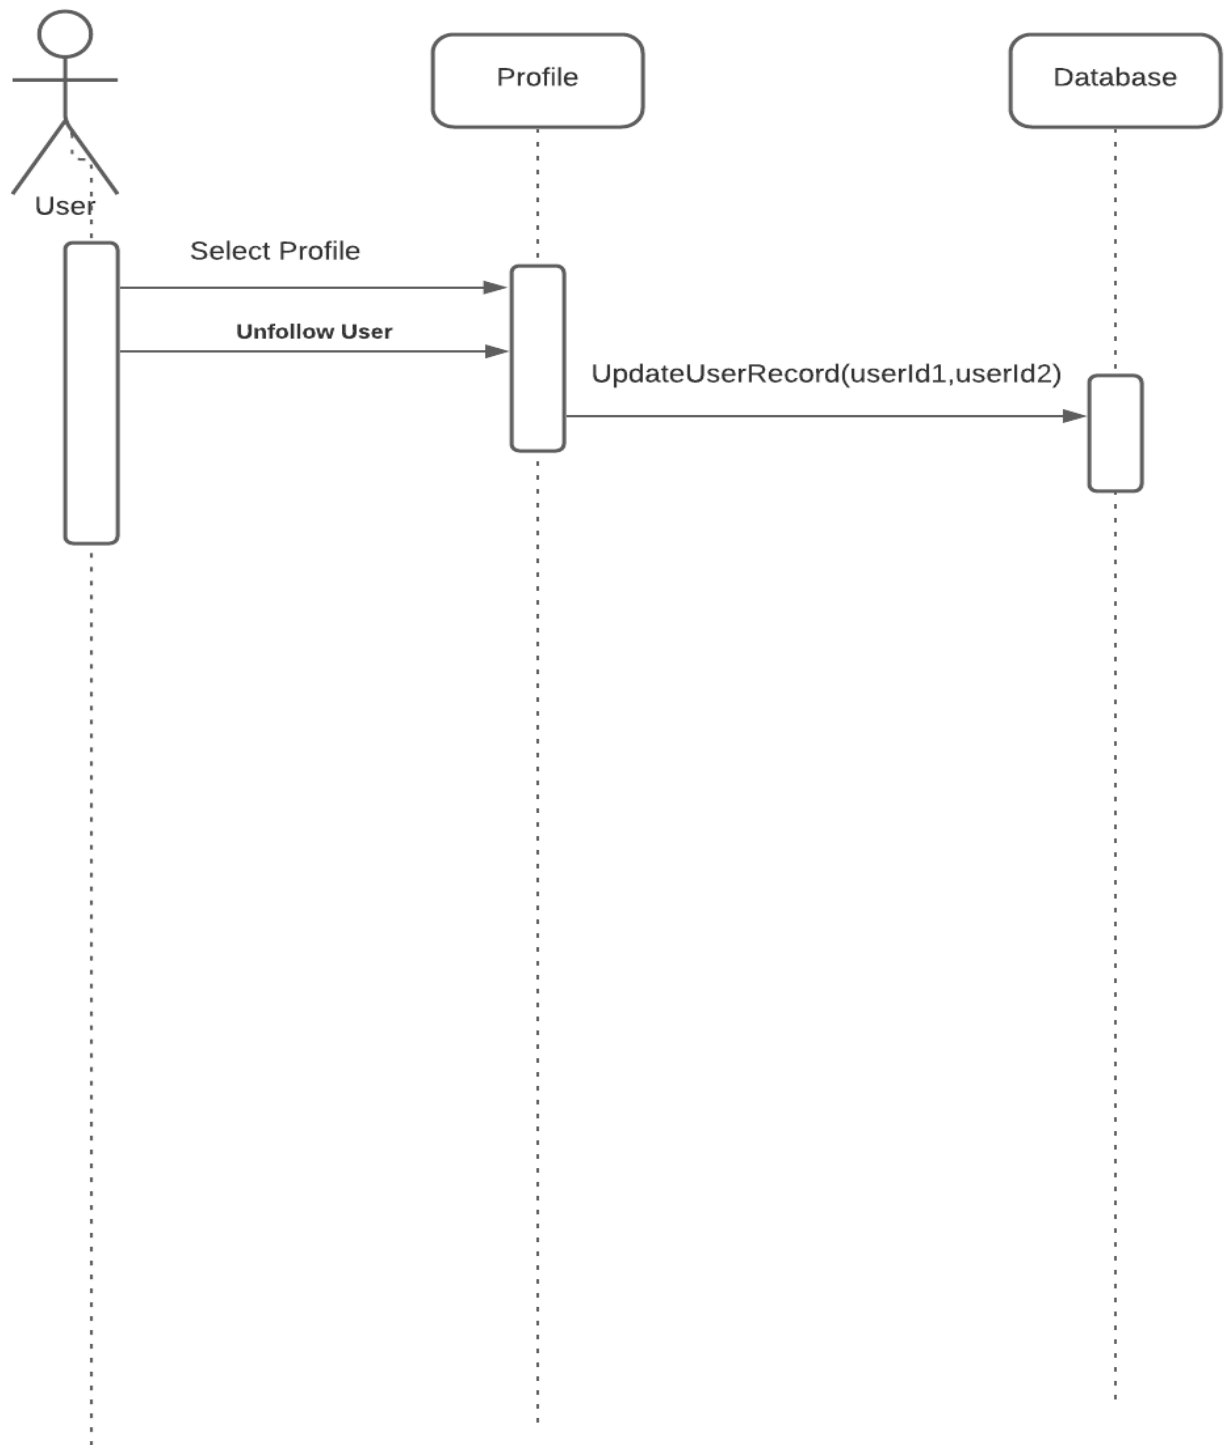 Profile
Database
User
Select Profile
Unfollow User
UpdateUserRecord(userId1,userId2)